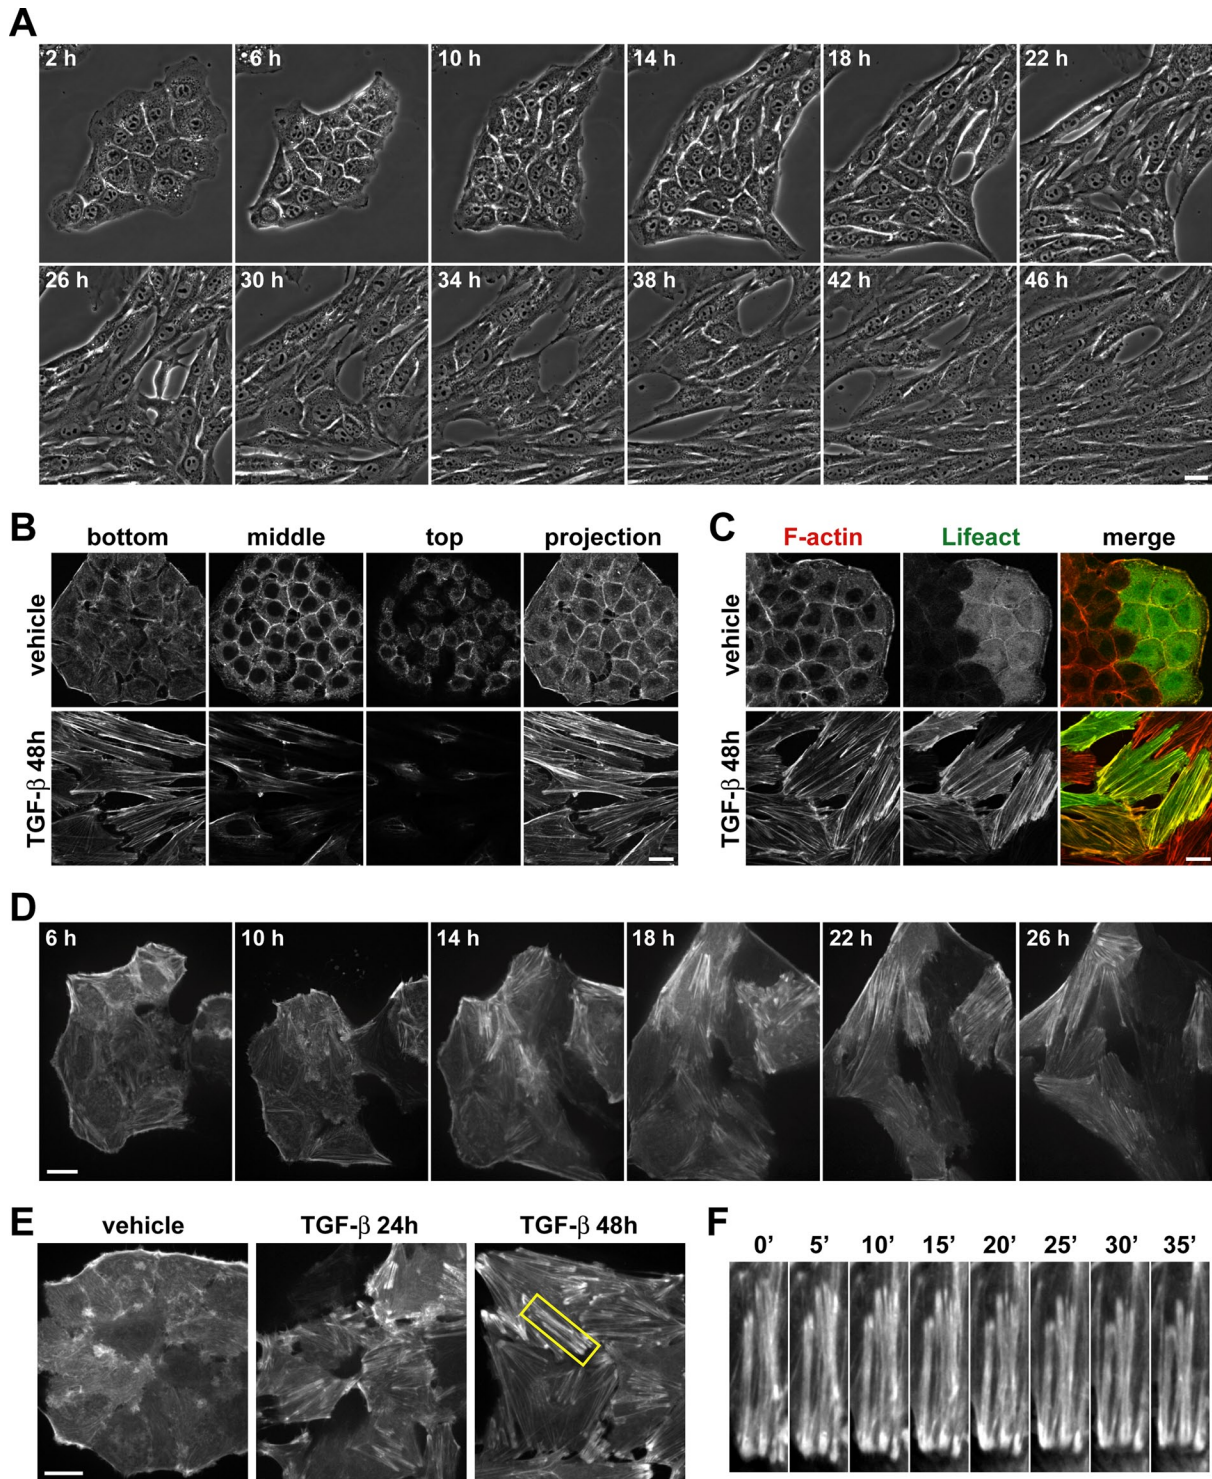 A
2 h 6 h 10 h 14 h 18 h 22 h
26 h 30 h 34 h 38 h 42 h 46 h
B
bottom middle top projection
vehicle
TGF-β 48h
C
F-actin Lifeact merge
vehicle
TGF-β 48h
D
6 h 10 h 14 h 18 h 22 h 26 h
E
vehicle TGF-β 24h TGF-β 48h
F
0’ 5’ 10’ 15’ 20’ 25’ 30’ 35’